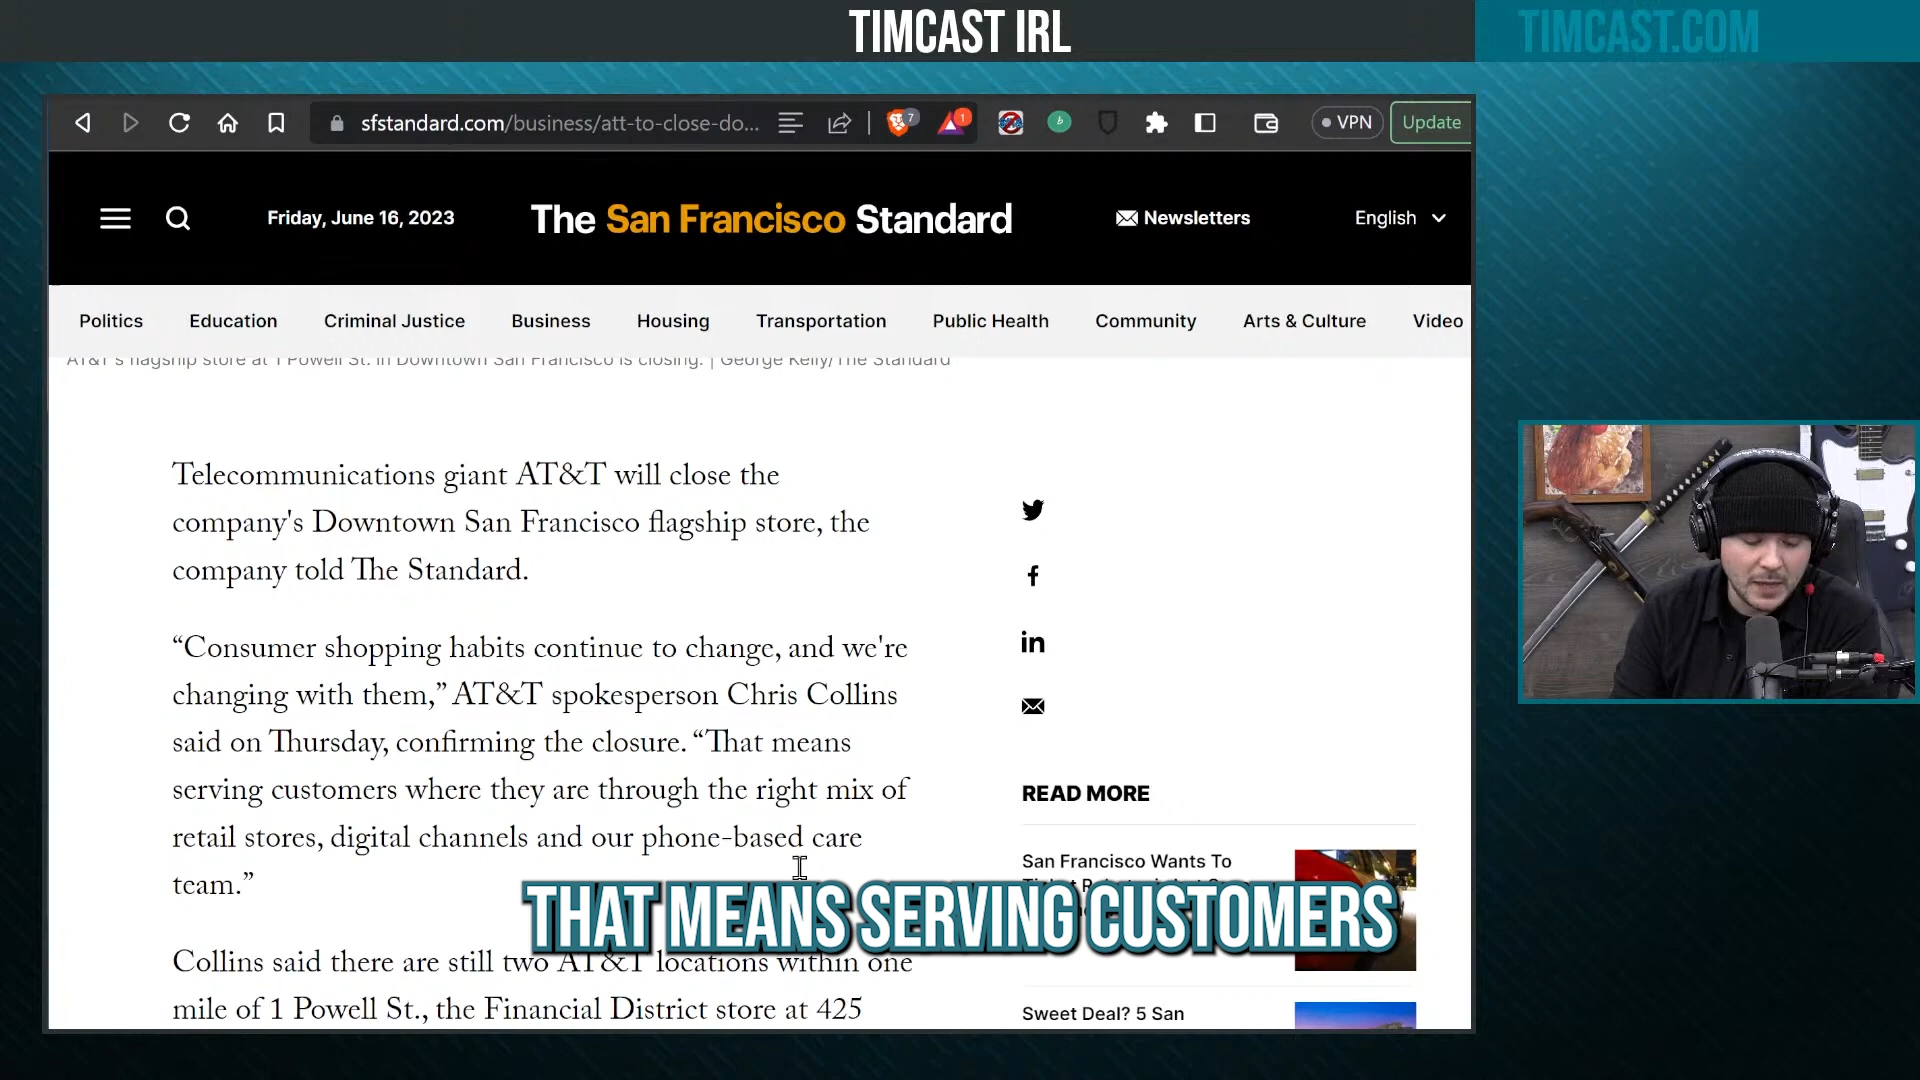 TIMCAST IRL
TIMCAST.COM
sfstandard.com/business/att-to-close-do...
7
1
b
VPN
Update
Friday, June 16, 2023
The San Francisco Standard
Newsletters
English
Politics
Education
Criminal Justice
Business
Housing
Transportation
Public Health
Community
Arts & Culture
Video
AT&T's flagship store at 1 Powell St. in Downtown San Francisco is closing. | George Kelly/The Standard
Telecommunications giant AT&T will close the
company's Downtown San Francisco flagship store, the
company told The Standard.
“Consumer shopping habits continue to change, and we're
changing with them,” AT&T spokesperson Chris Collins
said on Thursday, confirming the closure. “That means
serving customers where they are through the right mix of
retail stores, digital channels and our phone-based care
team.”
Collins said there are still two AT&T locations within one
mile of 1 Powell St., the Financial District store at 425
READ MORE
San Francisco Wants To
Sweet Deal? 5 San
THAT MEANS SERVING CUSTOMERS